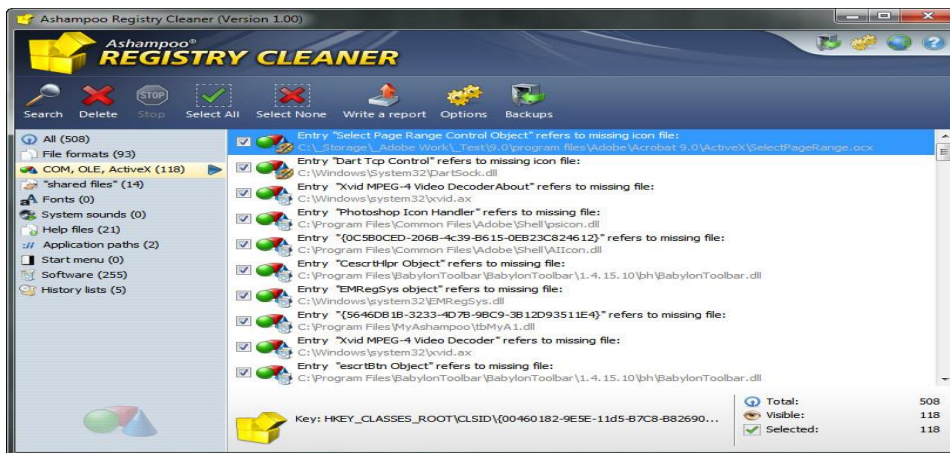 Ashampoo Registry Cleaner (Version 1.00)
Ashampoo®
REGISTRY CLEANER
Search Delete Stop Select All Select None Write a report Options Backups
All (508)
File formats (93)
COM, OLE, ActiveX (118)
"shared files" (14)
Fonts (0)
System sounds (0)
Help files (21)
Application paths (2)
Start menu (0)
Software (255)
History lists (5)
Entry "Select Page Range Control Object" refers to missing icon file:
C:\_Storage\_Adobe Work\_Test\9.0\program files\Adobe\Acrobat 9.0\ActiveX\SelectPageRange.ocx
Entry "Dart Tcp Control" refers to missing icon file:
C:\Windows\System32\DartSock.dll
Entry "Xvid MPEG-4 Video DecoderAbout" refers to missing file:
C:\Windows\system32\xvid.ax
Entry "Photoshop Icon Handler" refers to missing file:
C:\Program Files\Common Files\Adobe\Shell\psicon.dll
Entry "{0C5B0CED-206B-4c39-B615-0EB23C824612}" refers to missing file:
C:\Program Files\Common Files\Adobe\Shell\AIIcon.dll
Entry "CescrtHlpr Object" refers to missing file:
C:\Program Files\BabylonToolbar\BabylonToolbar\1.4.15.10\bh\BabylonToolbar.dll
Entry "EMRegSys object" refers to missing file:
C:\Windows\system32\EMRegSys.dll
Entry "{5646DB1B-3233-4D7B-9BC9-3B12D93511E4}" refers to missing file:
C:\Program Files\MyAshampoo\tbMyA1.dll
Entry "Xvid MPEG-4 Video Decoder" refers to missing file:
C:\Windows\system32\xvid.ax
Entry "escrtBtn Object" refers to missing file:
C:\Program Files\BabylonToolbar\BabylonToolbar\1.4.15.10\bh\BabylonToolbar.dll
Key: HKEY_CLASSES_ROOT\CLSID\{00460182-9E5E-11d5-B7C8-B82690...
Total: 508
Visible: 118
Selected: 118